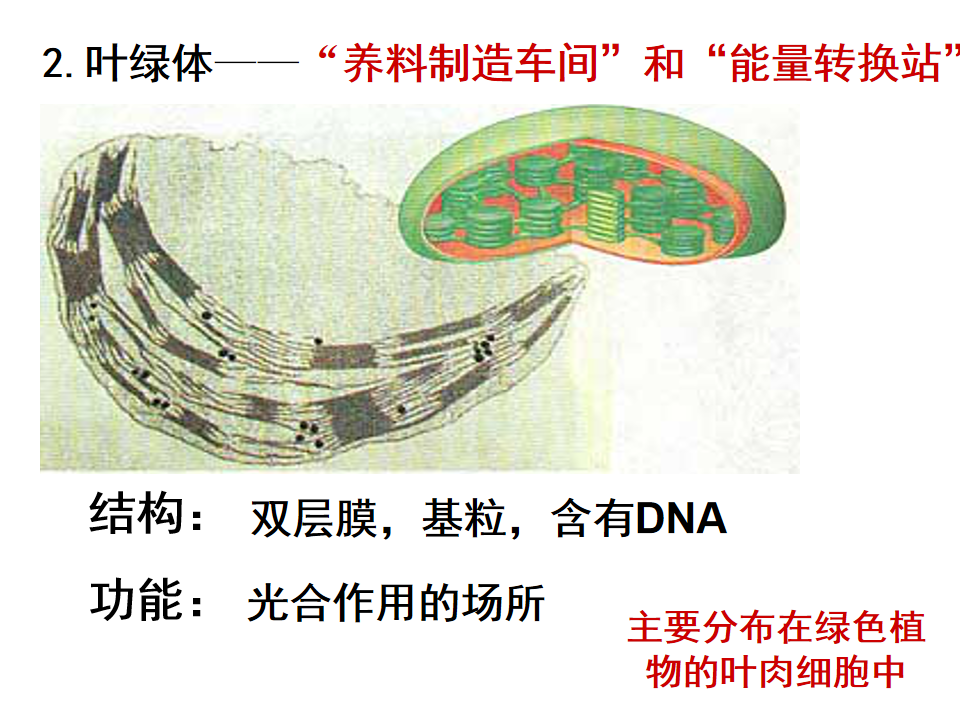 2. 叶绿体——“养料制造车间”和“能量转换站”
结构： 双层膜，基粒，含有DNA
功能： 光合作用的场所
主要分布在绿色植
物的叶肉细胞中